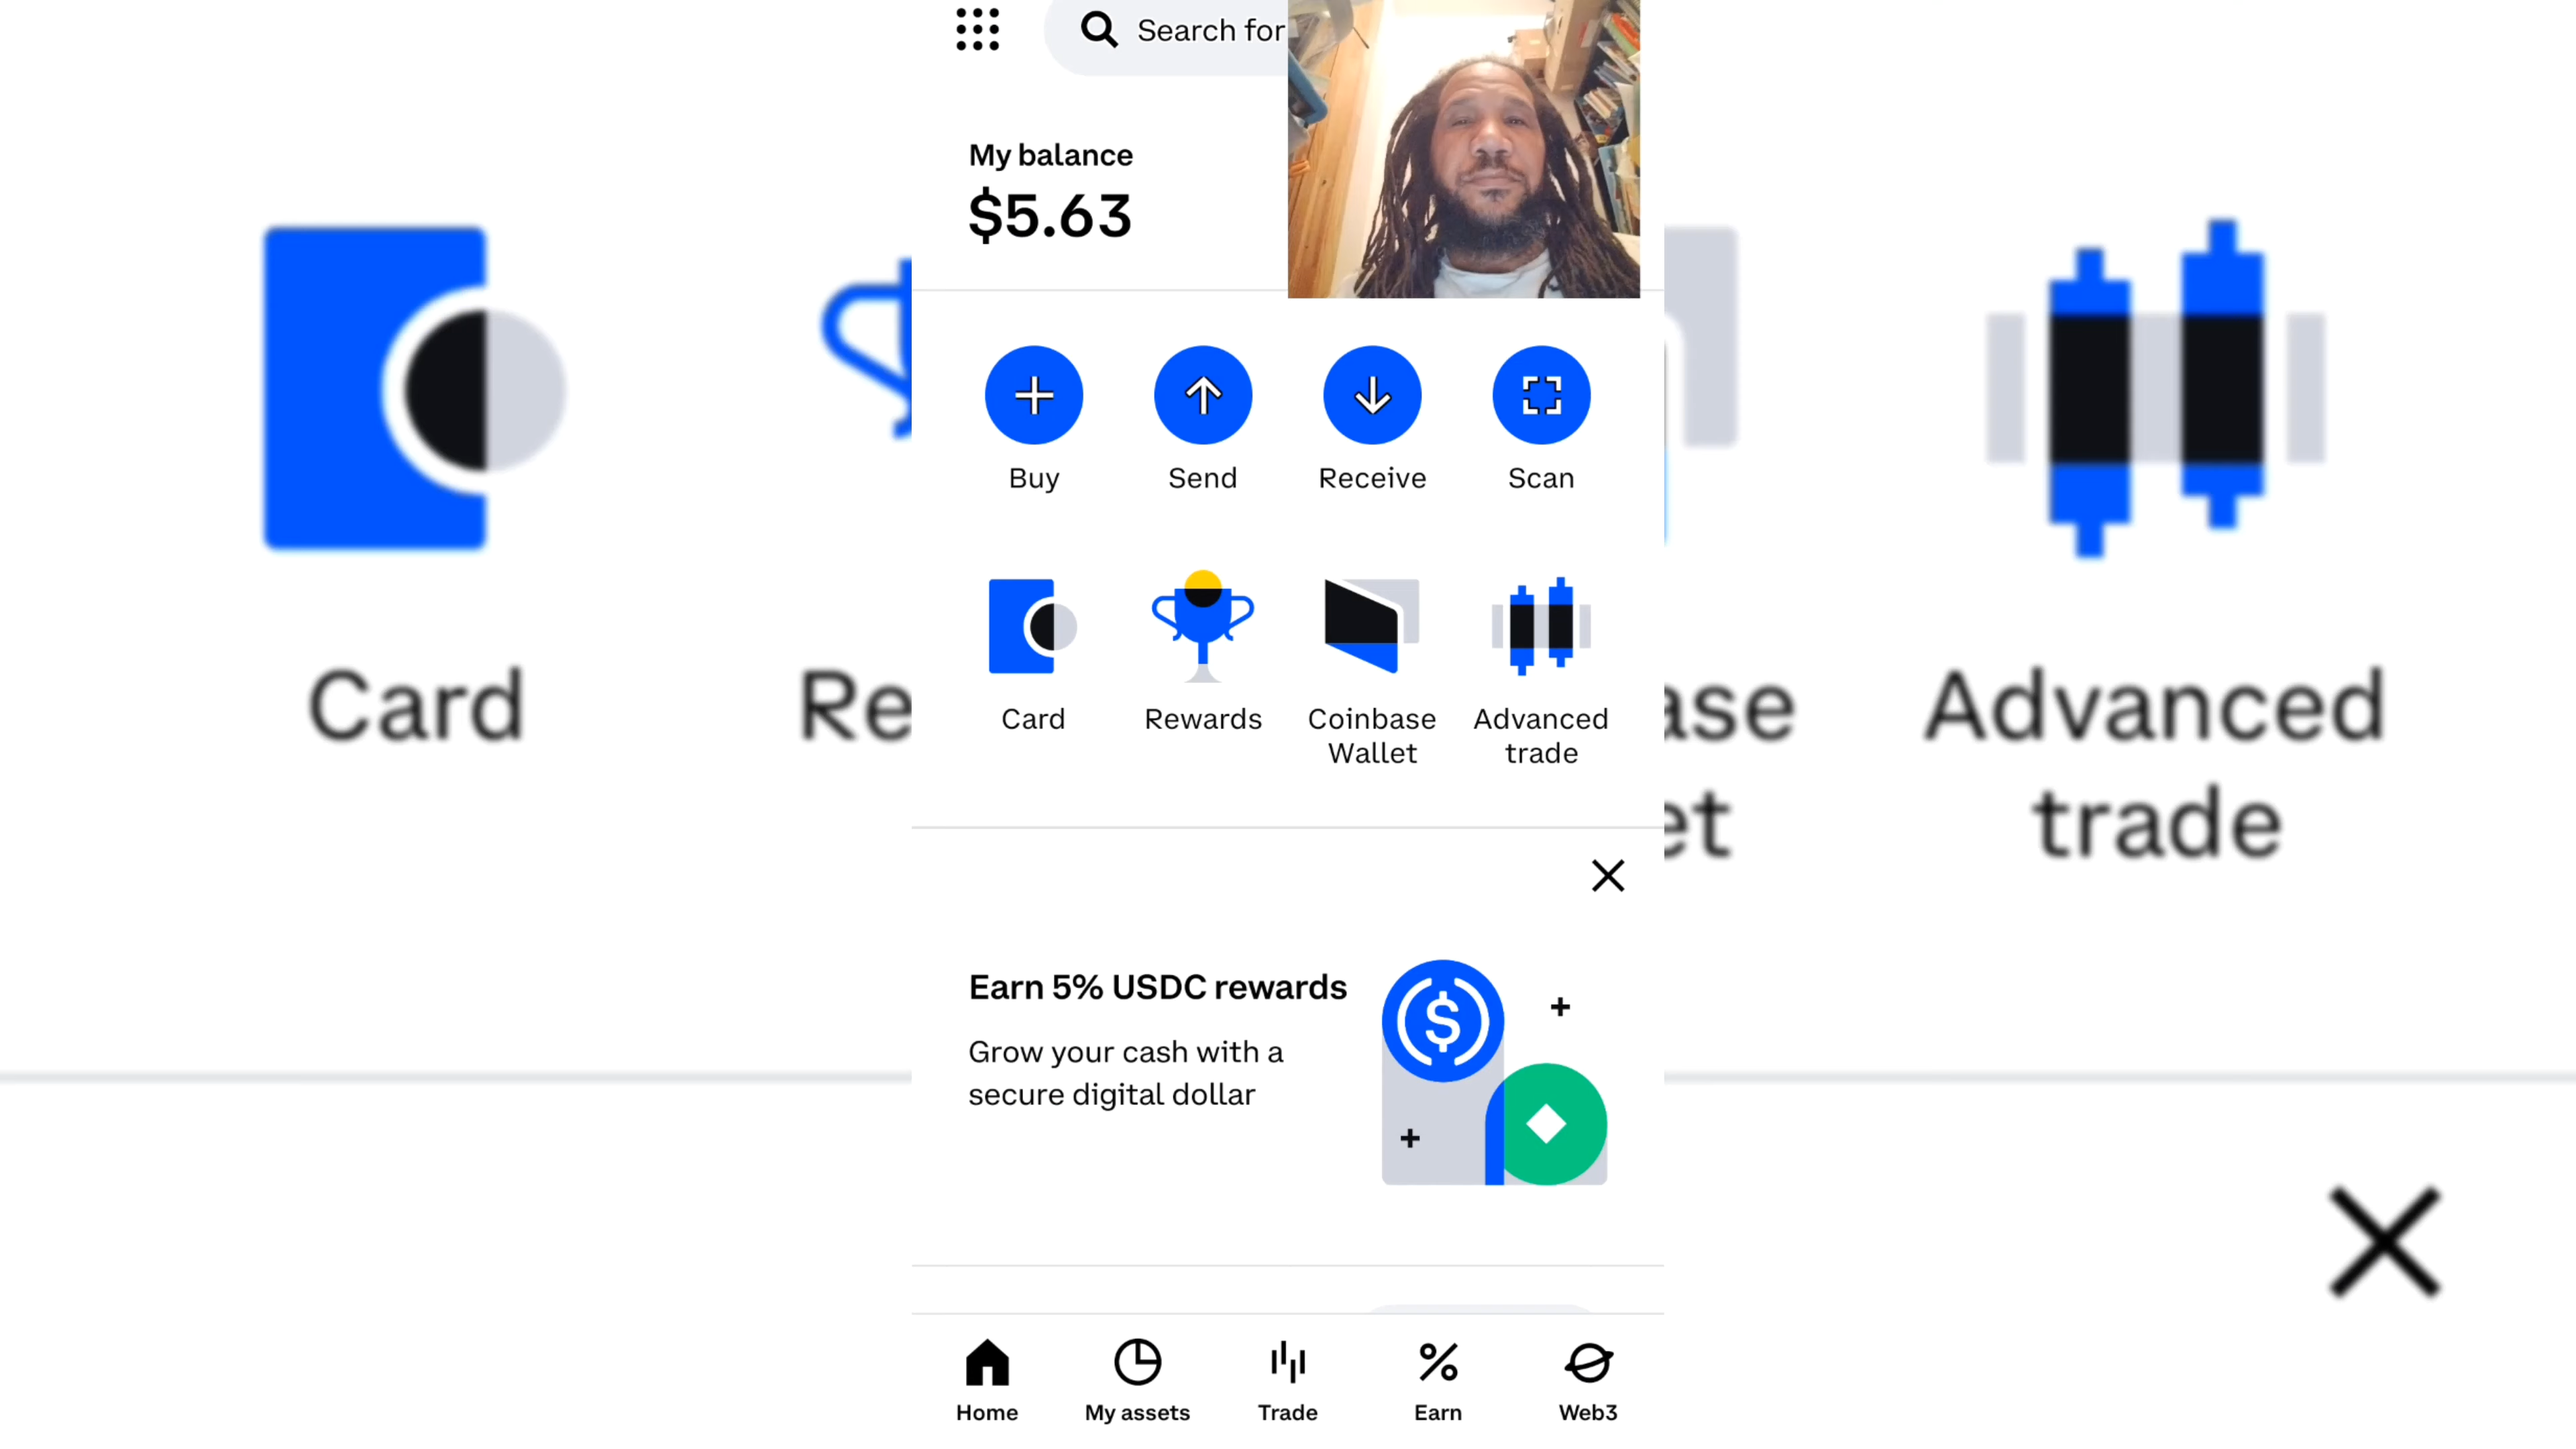 Search for
My balance
$5.63
Buy
Send
Receive
Scan
Card
Rewards
Coinbase
Wallet
Advanced
trade
Earn 5% USDC rewards
Grow your cash with a
secure digital dollar
Home
My assets
Trade
Earn
Web3
Card
Re
ase
et
Advanced
trade